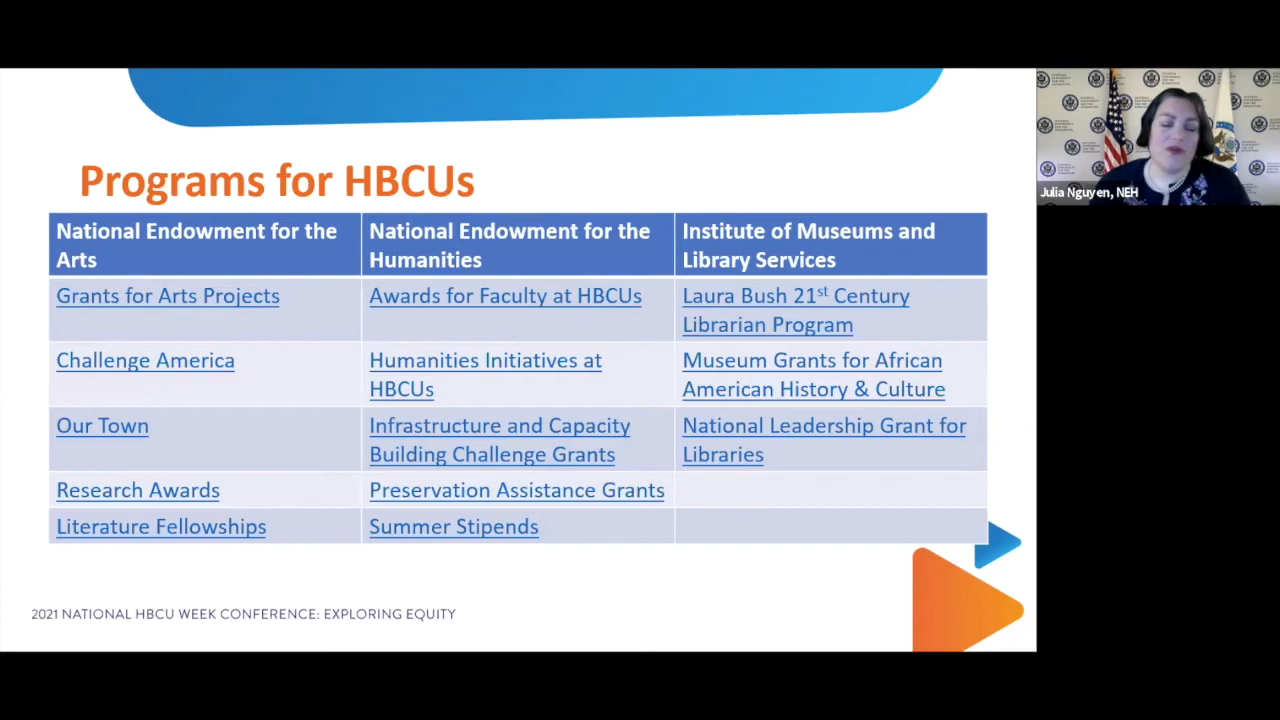 Programs for HBCUs
National Endowment for the
Arts
National Endowment for the
Humanities
Institute of Museums and
Library Services
Grants for Arts Projects
Awards for Faculty at HBCUs
Laura Bush 21st Century
Librarian Program
Challenge America
Humanities Initiatives at
HBCUs
Museum Grants for African
American History & Culture
Our Town
Infrastructure and Capacity
Building Challenge Grants
National Leadership Grant for
Libraries
Research Awards
Preservation Assistance Grants
Literature Fellowships
Summer Stipends
2021 NATIONAL HBCU WEEK CONFERENCE: EXPLORING EQUITY
Julia Nguyen, NEH